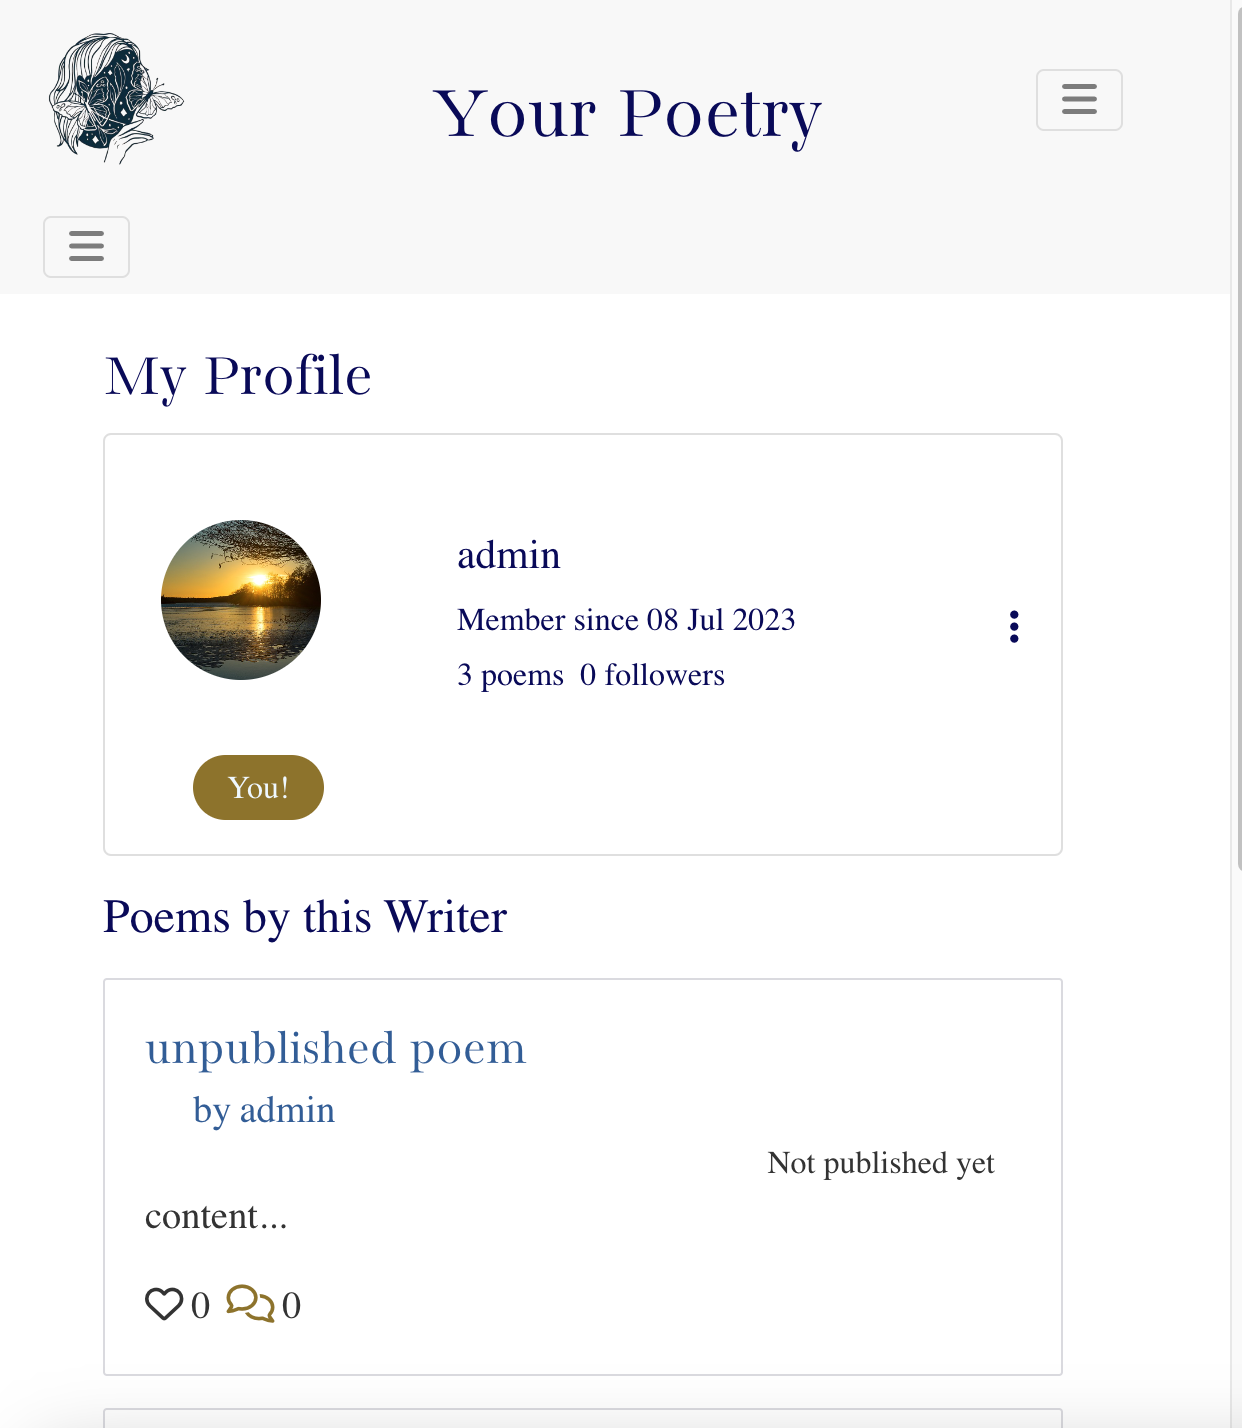 Your Poetry
My Profile
admin
Member since 08 Jul 2023
3 poems 0 followers
You!
Poems by this Writer
unpublished poem
by admin
Not published yet
content...
0 0